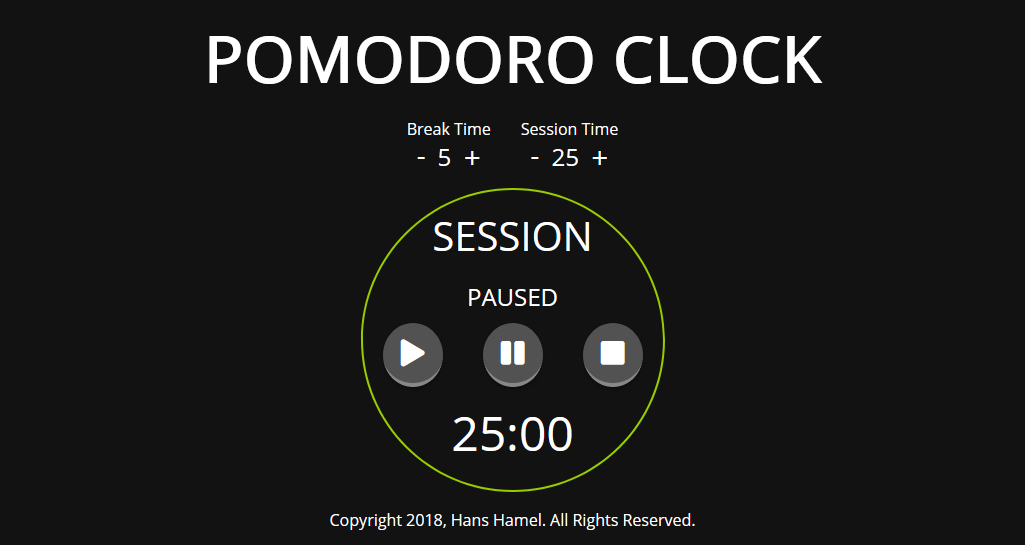 POMODORO CLOCK
Break Time Session Time
- 5 + - 25 +
SESSION
PAUSED
25:00
Copyright 2018, Hans Hamel. All Rights Reserved.